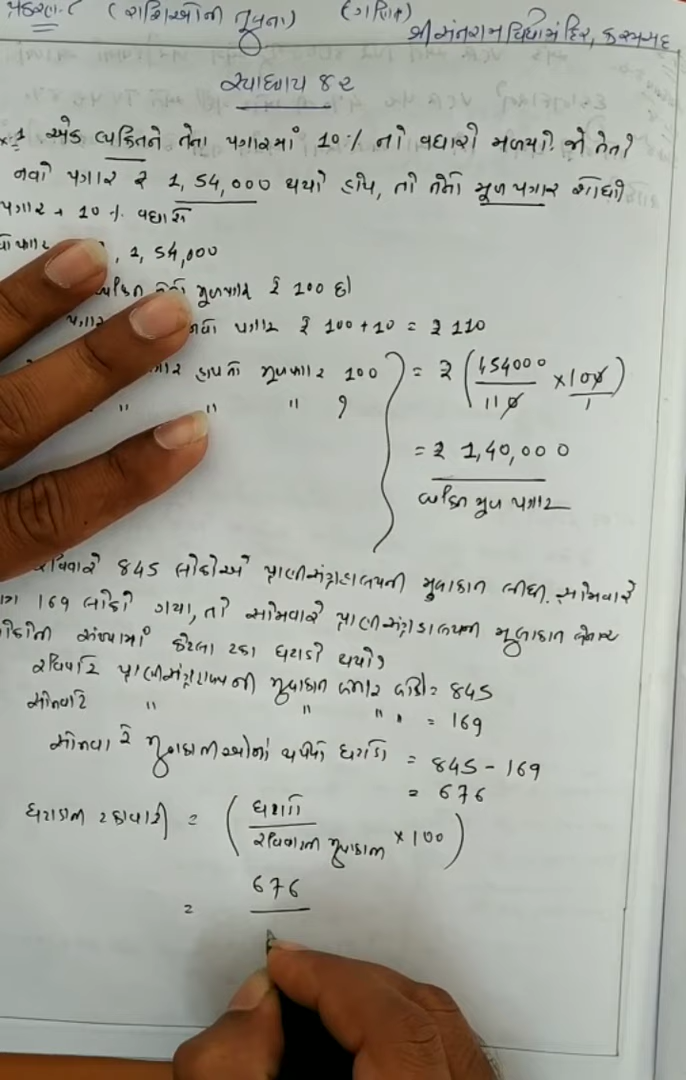 પ્રકરણ-૮ (રાશિઓની તુલના) (ગણિત) શ્રી સંતરામ વિદ્યામંદિર, કરમસદ
સ્વાધ્યાય ૮.૨
1 એક વ્યક્તિને તેના પગારમાં 10% નો વધારો મળ્યો. જો તેનો
નવો પગાર ₹ 1,54,000 થયો હોય, તો તેનો મૂળ પગાર શોધો
પગાર + 10% વધારો
1,54,000
મૂળપગાર ₹ 100 હો
પગાર નવો પગાર ₹ 100+10 = ₹ 110
હોય તો મૂળપગાર 100 = ₹ (154000/110 × 100/1)
" " " ?
= ₹ 1,40,000
વ્યક્તિ મૂળ પગાર
રવિવારે 845 લોકોએ પ્રાણીસંગ્રહાલયની મુલાકાત લીધી. સોમવારે
169 લોકો ગયા, તો સોમવારે પ્રાણીસંગ્રહાલયની મુલાકાત લેનાર
લોકોની સંખ્યામાં કેટલા ટકા ઘટાડો થયો?
રવિવારે પ્રાણીસંગ્રહાલયની મુલાકાત લેનાર લોકો = 845
સોમવારે " " " " = 169
સોમવારે મુલાકાતીઓમાં થયેલો ઘટાડો = 845 - 169
= 676
ઘટાડાની ટકાવારી = (ઘટાડો/રવિવારની મુલાકાત × 100)
= 676